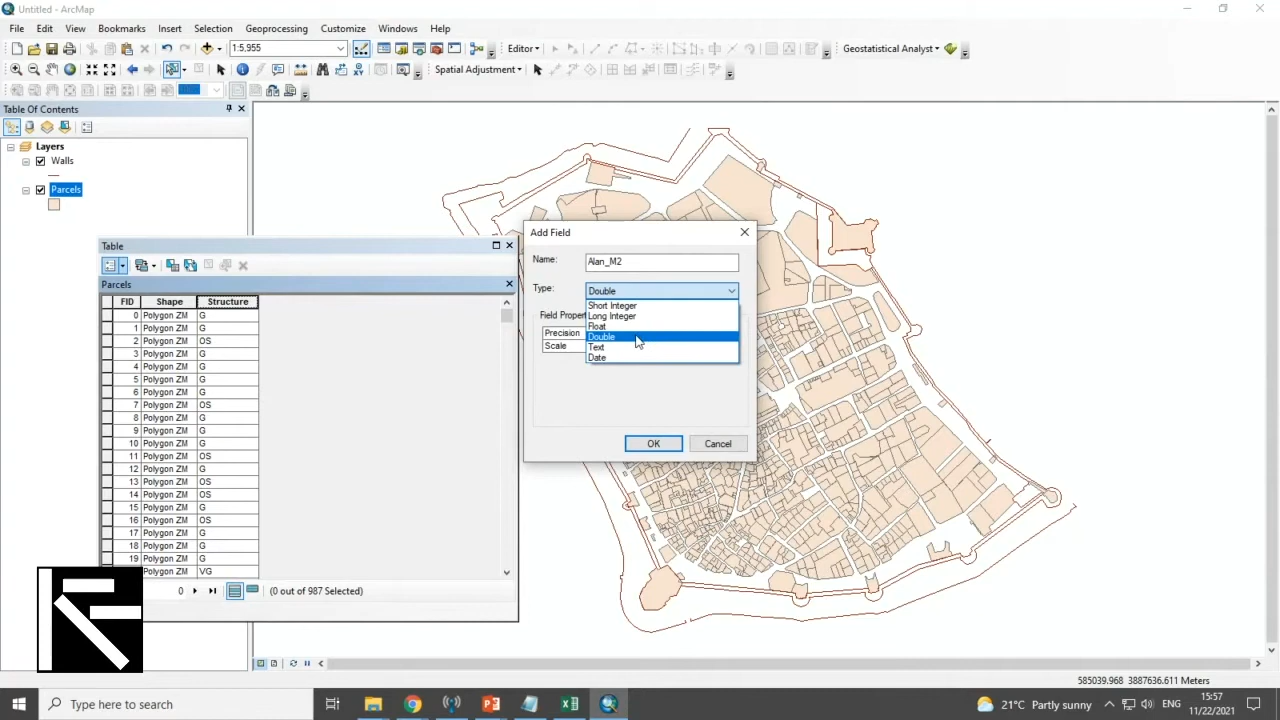 Untitled - ArcMap
File Edit View Bookmarks Insert Selection Geoprocessing Customize Windows Help
1:5,955
Editor
Geostatistical Analyst
Spatial Adjustment
Table Of Contents
Layers
Walls
Parcels
Table
Parcels
FID Shape Structure
0 Polygon ZM G
1 Polygon ZM G
2 Polygon ZM OS
3 Polygon ZM G
4 Polygon ZM G
5 Polygon ZM G
6 Polygon ZM G
7 Polygon ZM OS
8 Polygon ZM G
9 Polygon ZM G
10 Polygon ZM G
11 Polygon ZM OS
12 Polygon ZM G
13 Polygon ZM OS
14 Polygon ZM OS
15 Polygon ZM G
16 Polygon ZM OS
17 Polygon ZM G
18 Polygon ZM G
19 Polygon ZM G
Polygon ZM VG
0
(0 out of 987 Selected)
Add Field
Name: Alan_M2
Type: Double
Short Integer
Long Integer
Float
Double
Text
Date
Field Proper
Precision
Scale
OK Cancel
585039.968 3887636.611 Meters
Type here to search
21°C Partly sunny
ENG
15:57
11/22/2021